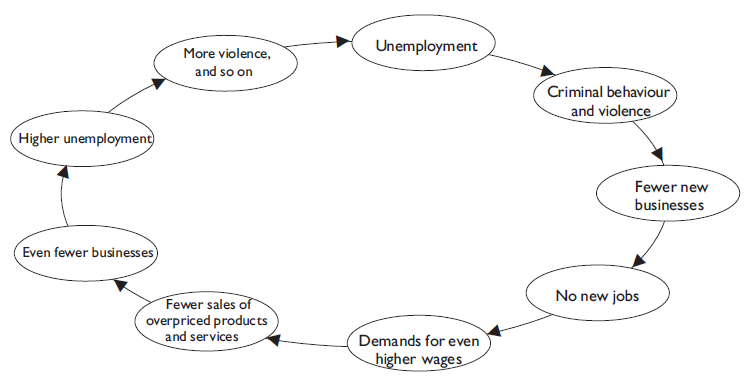 Unemployment
Criminal behaviour
and violence
Fewer new
businesses
No new jobs
Demands for even
higher wages
Fewer sales of
overpriced products
and services
Even fewer businesses
Higher unemployment
More violence,
and so on